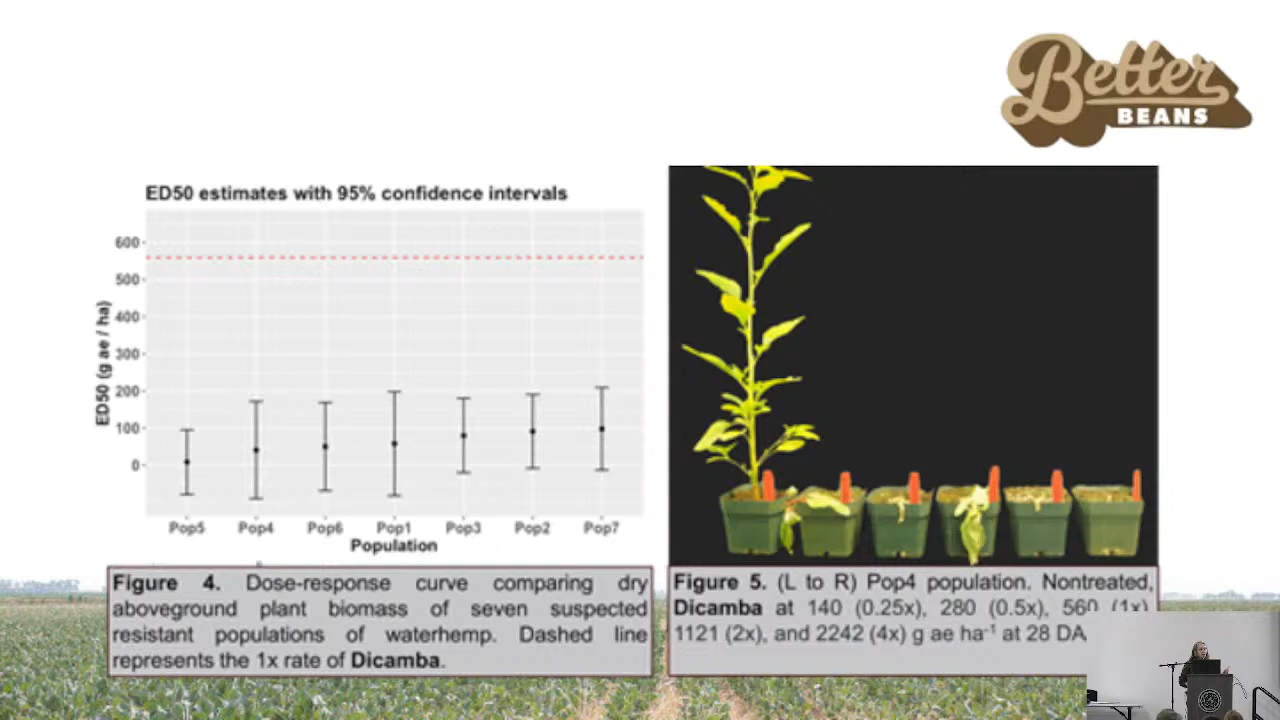 Better
BEANS
ED50 estimates with 95% confidence intervals
600
500
400
300
200
100
0
ED50 (g ae / ha)
Pop5 Pop4 Pop6 Pop1 Pop3 Pop2 Pop7
Population
Figure 4. Dose-response curve comparing dry
aboveground plant biomass of seven suspected
resistant populations of waterhemp. Dashed line
represents the 1x rate of Dicamba.
Figure 5. (L to R) Pop4 population. Nontreated,
Dicamba at 140 (0.25x), 280 (0.5x), 560 (1x)
1121 (2x), and 2242 (4x) g ae ha⁻¹ at 28 DA